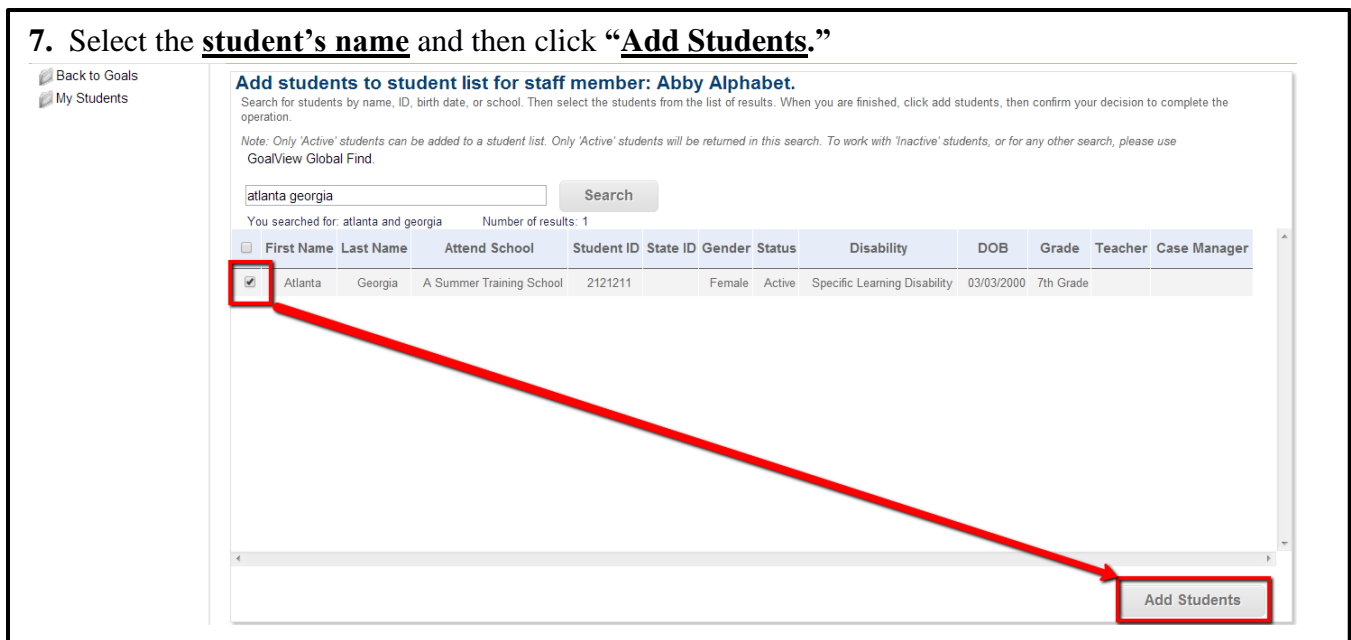 7. Select the student's name and then click “Add Students.”
Back to Goals
My Students
Add students to student list for staff member: Abby Alphabet.
Search for students by name, ID, birth date, or school. Then select the students from the list of results. When you are finished, click add students, then confirm your decision to complete the
operation.
Note: Only 'Active' students can be added to a student list. Only 'Active' students will be returned in this search. To work with 'Inactive' students, or for any other search, please use
GoalView Global Find.
atlanta georgia Search
You searched for: atlanta and georgia Number of results: 1
First Name Last Name Attend School Student ID State ID Gender Status Disability DOB Grade Teacher Case Manager
Atlanta Georgia A Summer Training School 2121211 Female Active Specific Learning Disability 03/03/2000 7th Grade
Add Students